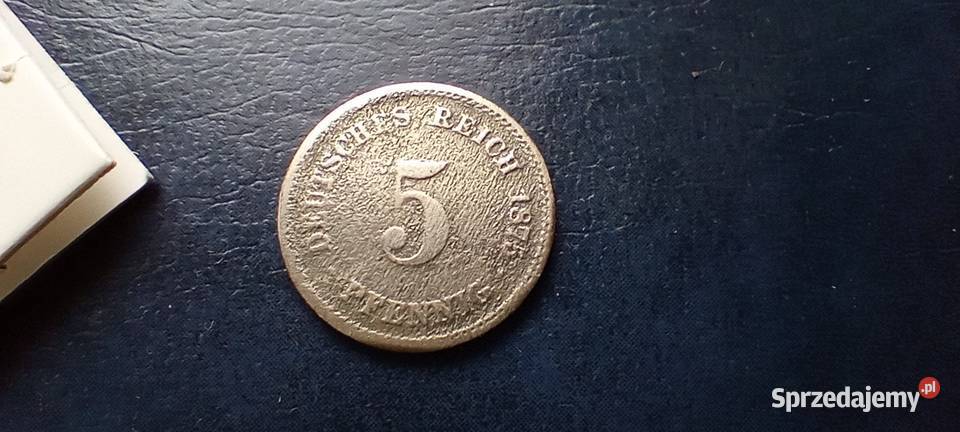 DEUTSCHES REICH
5
PFENNIG
Sprzedajemy.pl